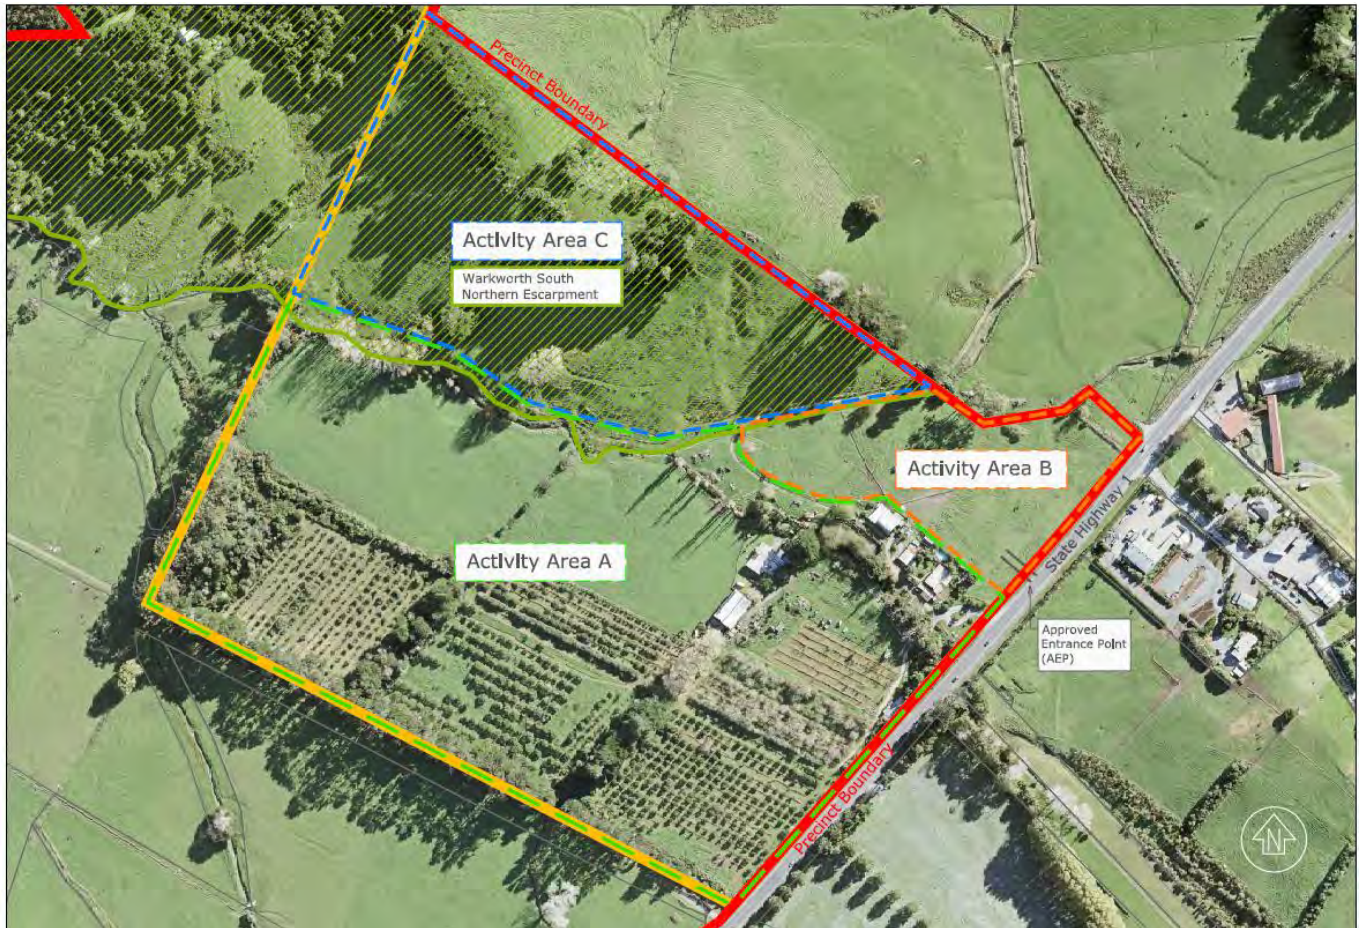 Precinct Boundary
Activity Area C
Warkworth South
Northern Escarpment
Activity Area B
State Highway 1
Activity Area A
Approved
Entrance Point
(AEP)
Precinct Boundary
N